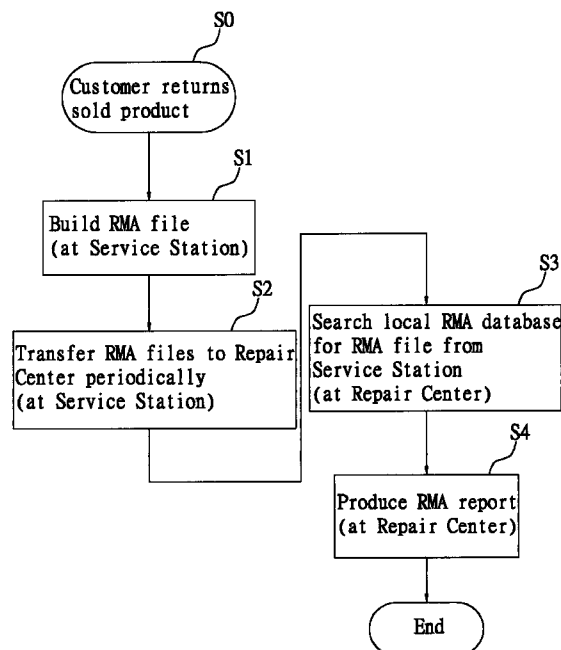 S0
Customer returns
sold product
S1
Build RMA file
(at Service Station)
S2
Transfer RMA files to Repair
Center periodically
(at Service Station)
S3
Search local RMA database
for RMA file from
Service Station
(at Repair Center)
S4
Produce RMA report
(at Repair Center)
End